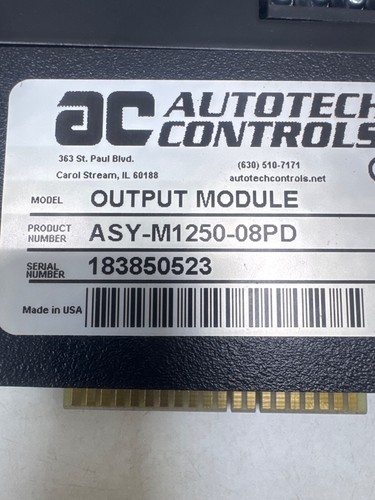 ac AUTOTECH
CONTROLS
363 St. Paul Blvd.
Carol Stream, IL 60188
(630) 510-7171
autotechcontrols.net
MODEL OUTPUT MODULE
PRODUCT NUMBER ASY-M1250-08PD
SERIAL NUMBER 183850523
Made in USA